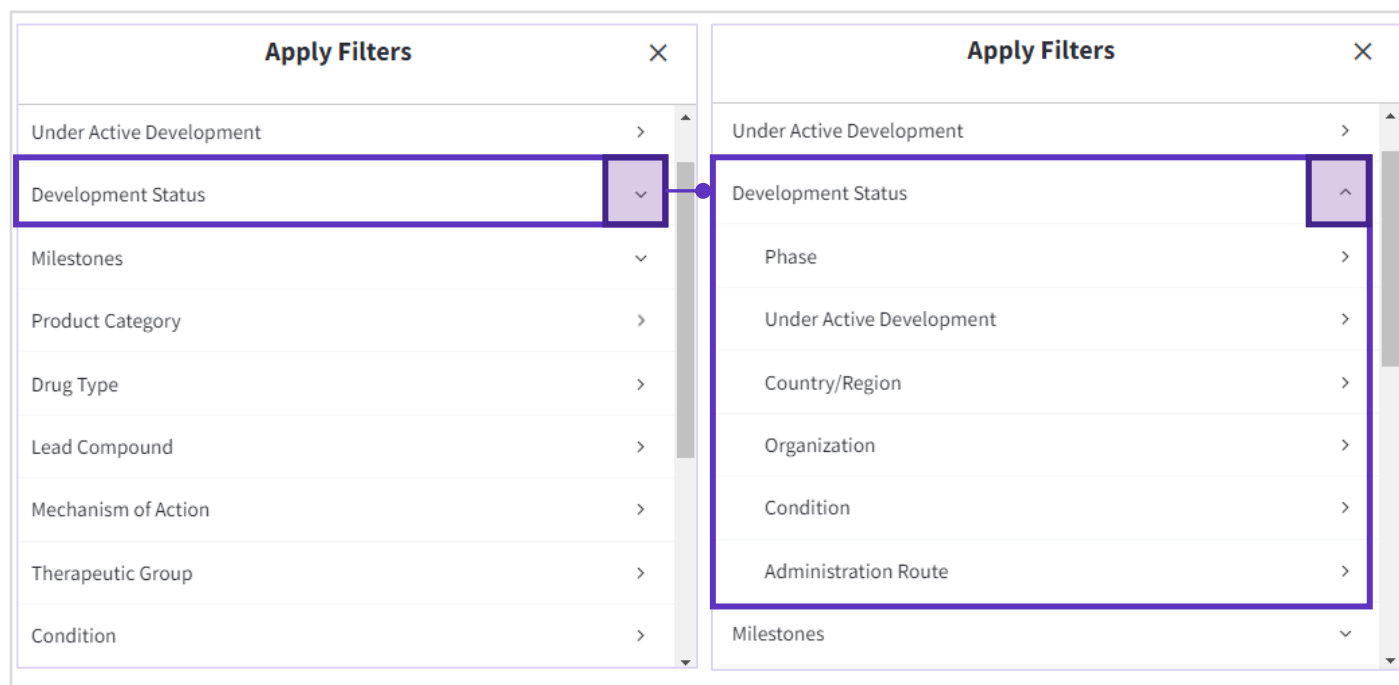 Apply Filters
Under Active Development
Development Status
Milestones
Product Category
Drug Type
Lead Compound
Mechanism of Action
Therapeutic Group
Condition
Apply Filters
Under Active Development
Development Status
Phase
Under Active Development
Country/Region
Organization
Condition
Administration Route
Milestones